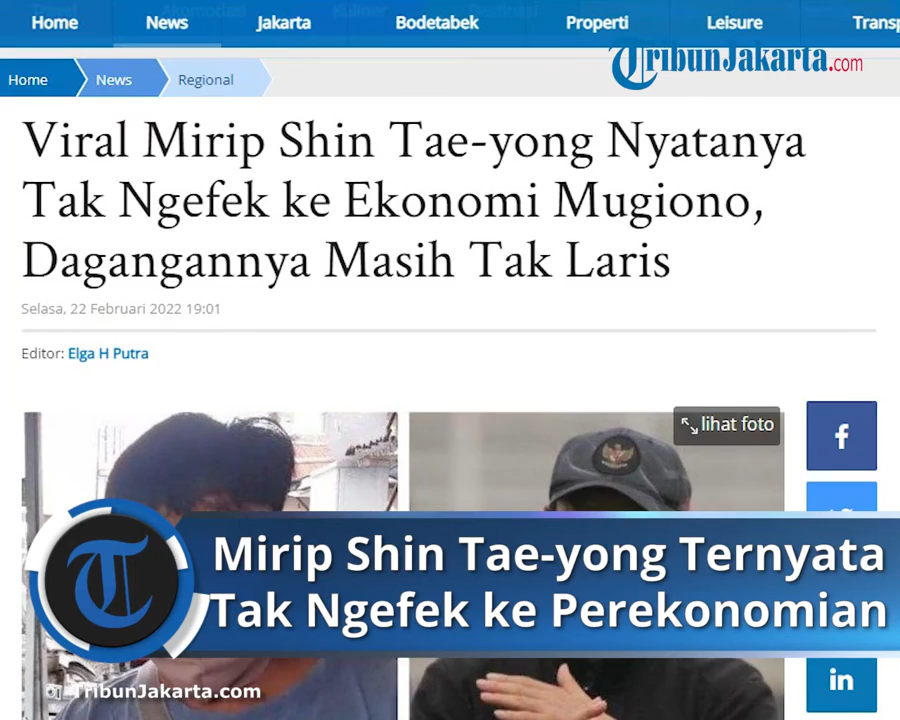 Home News Jakarta Bodetabek Properti Leisure
TribunJakarta.com
Home News Regional
Viral Mirip Shin Tae-yong Nyatanya
Tak Ngefek ke Ekonomi Mugiono,
Dagangannya Masih Tak Laris
Selasa, 22 Februari 2022 19:01
Editor: Elga H Putra
lihat foto
f
Mirip Shin Tae-yong Ternyata
Tak Ngefek ke Perekonomian
T
in
TribunJakarta.com